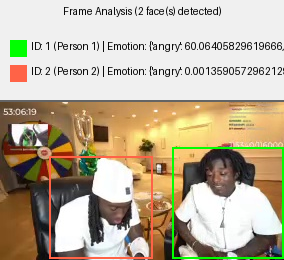 Frame Analysis (2 face(s) detected)
ID: 1 (Person 1) | Emotion: {'angry': 60.06405829619666,
ID: 2 (Person 2) | Emotion: {'angry': 0.001359057296212
53:06:19